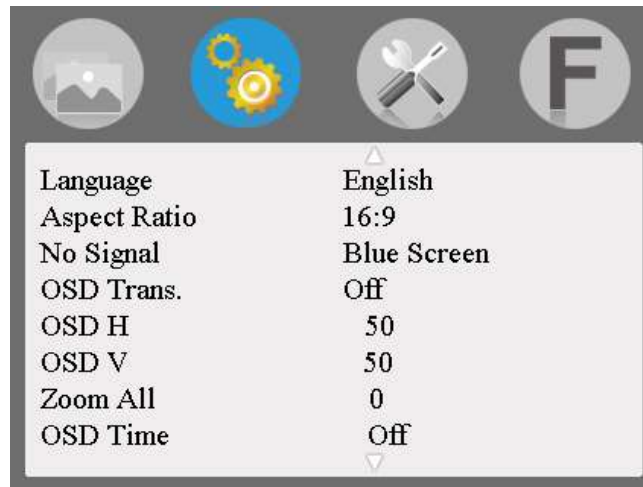 F
Language English
Aspect Ratio 16:9
No Signal Blue Screen
OSD Trans. Off
OSD H 50
OSD V 50
Zoom All 0
OSD Time Off